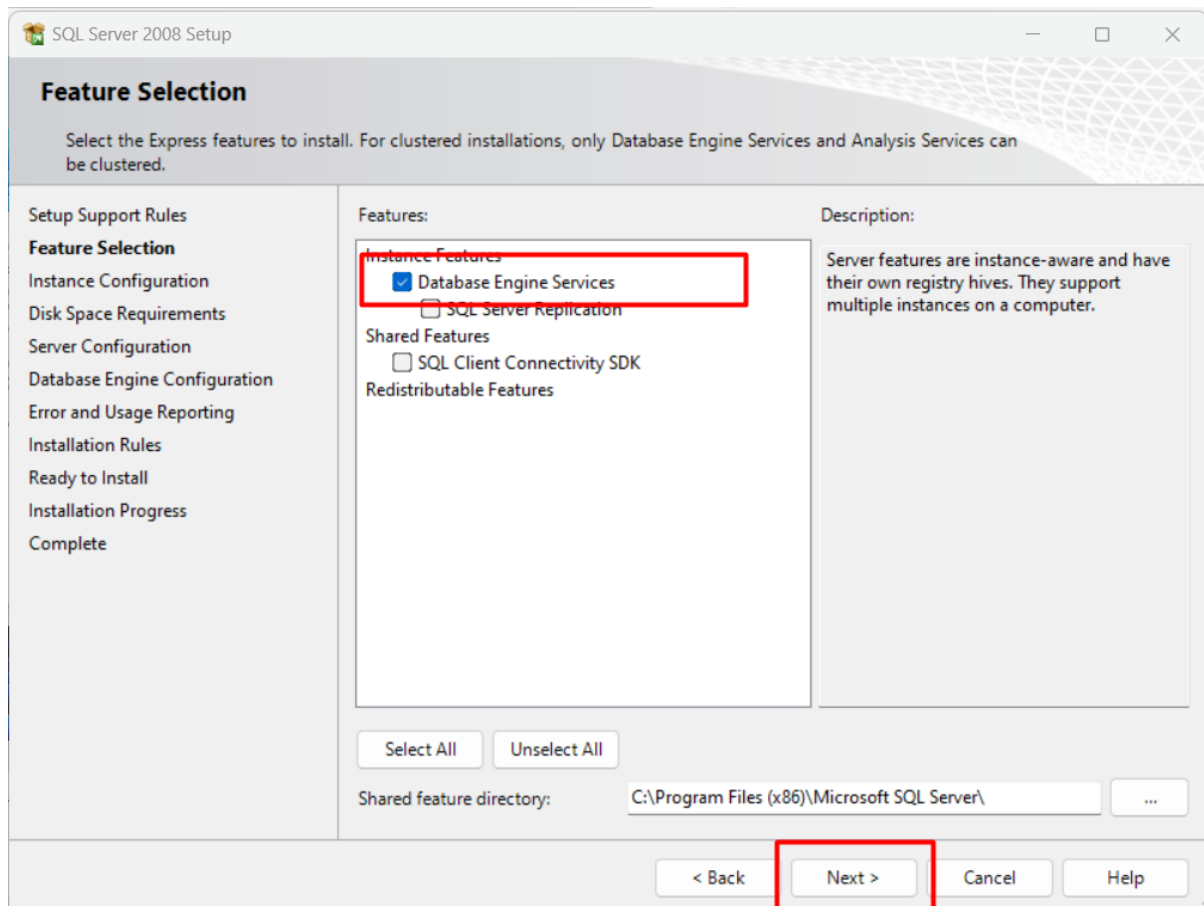 SQL Server 2008 Setup
Feature Selection
Select the Express features to install. For clustered installations, only Database Engine Services and Analysis Services can
be clustered.
Setup Support Rules
Feature Selection
Instance Configuration
Disk Space Requirements
Server Configuration
Database Engine Configuration
Error and Usage Reporting
Installation Rules
Ready to Install
Installation Progress
Complete
Features:
Instance Features
Database Engine Services
SQL Server Replication
Shared Features
SQL Client Connectivity SDK
Redistributable Features
Description:
Server features are instance-aware and have
their own registry hives. They support
multiple instances on a computer.
Select All
Unselect All
Shared feature directory:
C:\Program Files (x86)\Microsoft SQL Server\
...
< Back
Next >
Cancel
Help